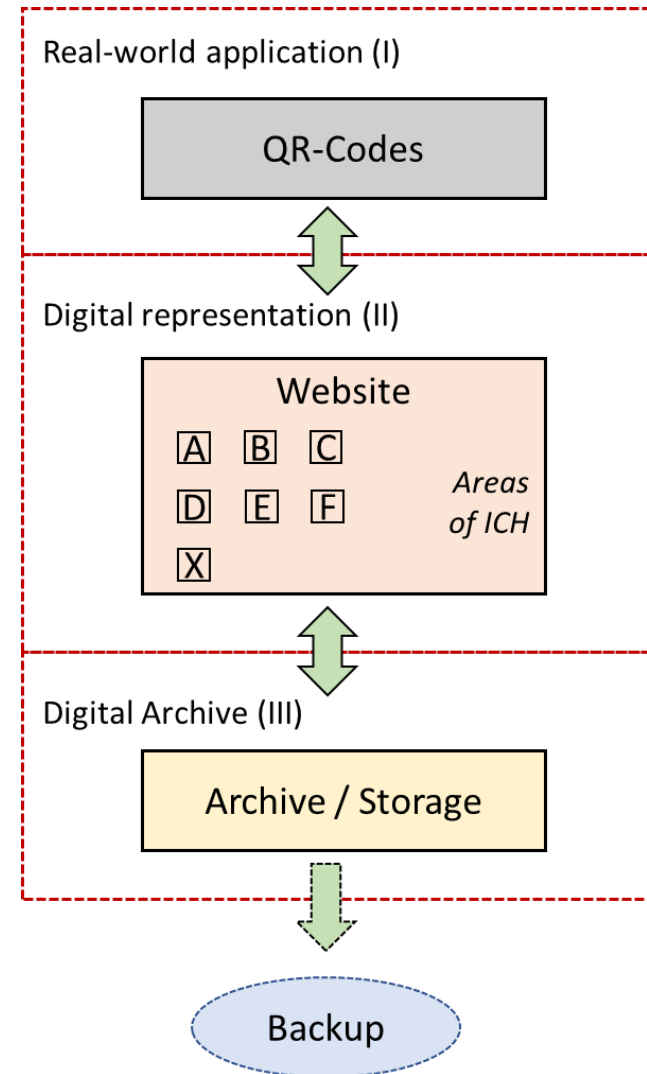 Real-world application (I)
QR-Codes
Digital representation (II)
Website
A B C
D E F
X
Areas
of ICH
Digital Archive (III)
Archive / Storage
Backup